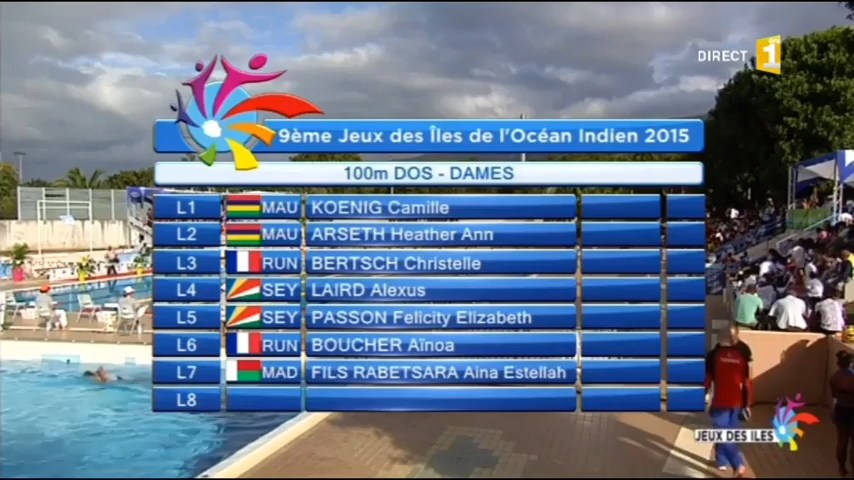 DIRECT 1
9ème Jeux des Îles de l'Océan Indien 2015
100m DOS - DAMES
L1 MAU KOENIG Camille
L2 MAU ARSETH Heather Ann
L3 RUN BERTSCH Christelle
L4 SEY LAIRD Alexus
L5 SEY PASSON Felicity Elizabeth
L6 RUN BOUCHER Aïnoa
L7 MAD FILS RABETSARA Aina Estellah
L8
JEUX DES ILES